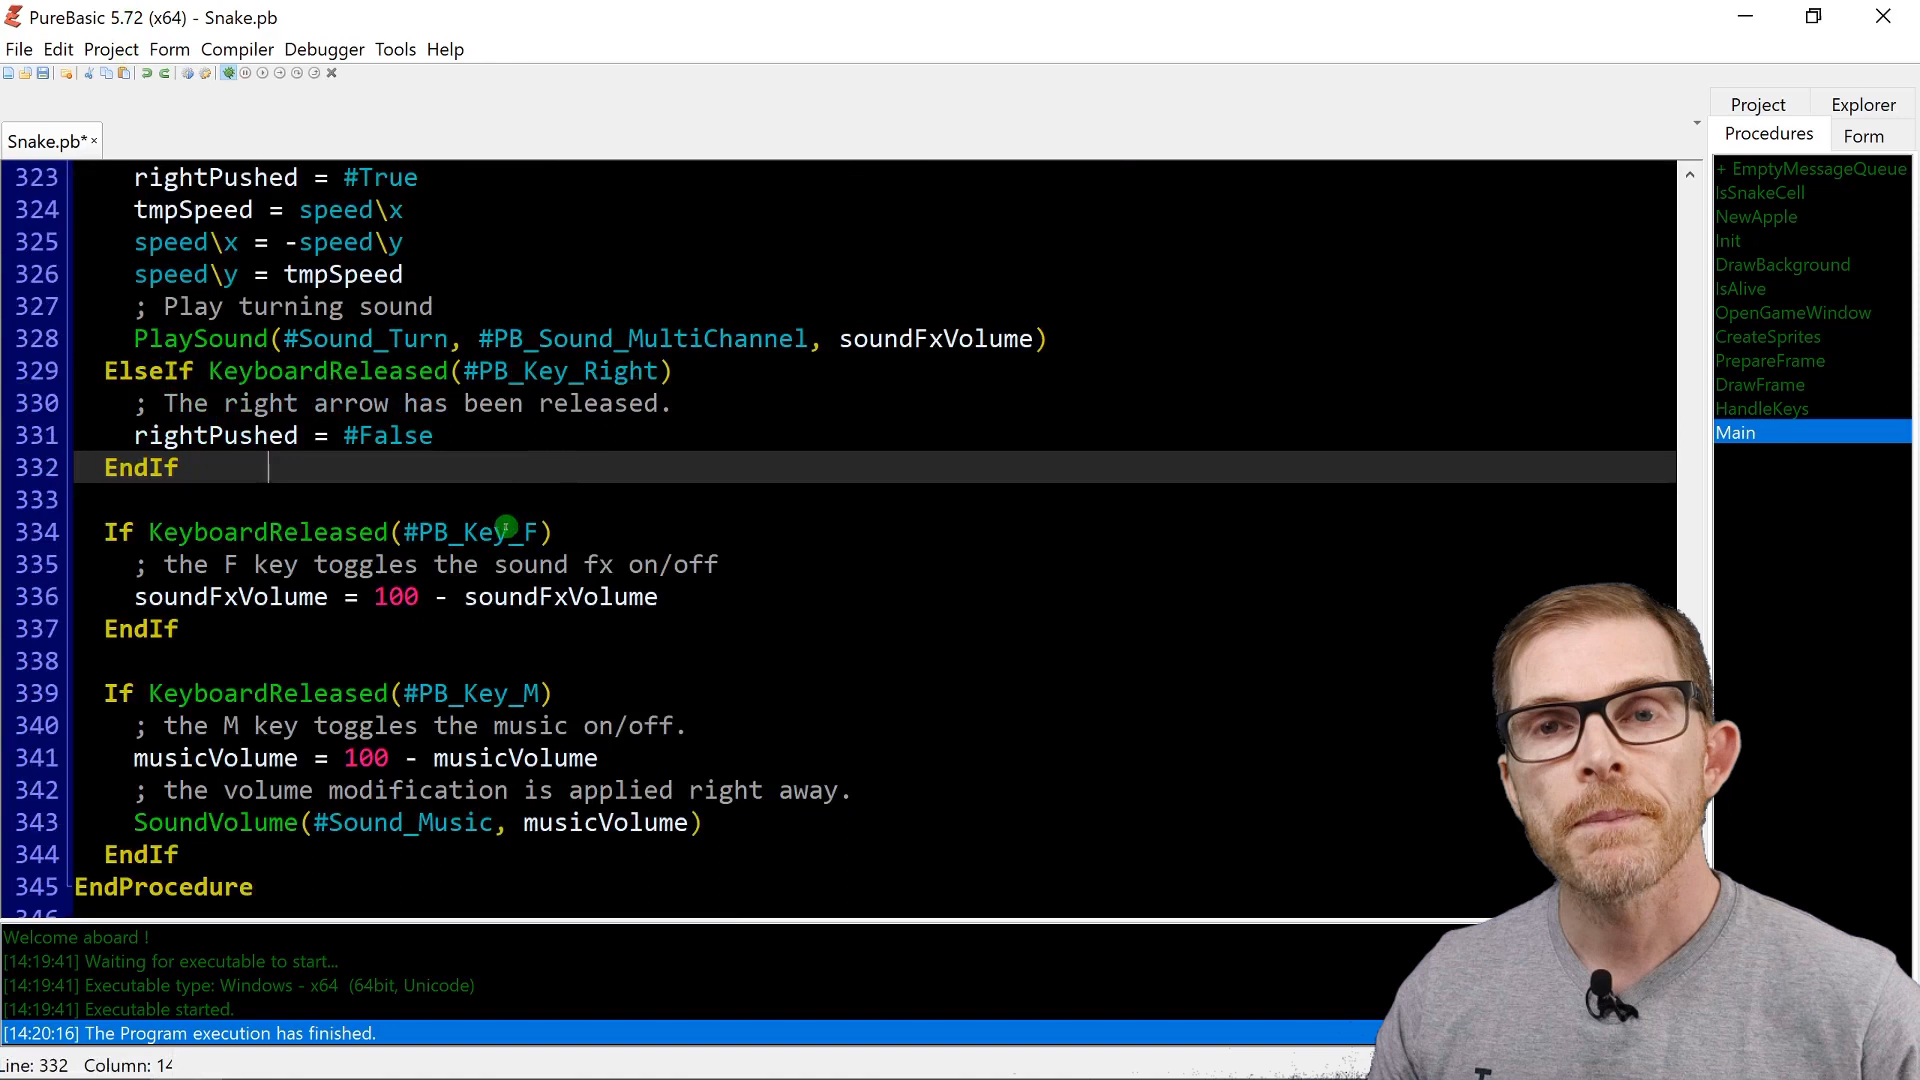 PureBasic 5.72 (x64) - Snake.pb
File Edit Project Form Compiler Debugger Tools Help
Project Explorer
Procedures Form
Snake.pb*
323 rightPushed = #True
324 tmpSpeed = speed\x
325 speed\x = -speed\y
326 speed\y = tmpSpeed
327 ; Play turning sound
328 PlaySound(#Sound_Turn, #PB_Sound_MultiChannel, soundFxVolume)
329 ElseIf KeyboardReleased(#PB_Key_Right)
330 ; The right arrow has been released.
331 rightPushed = #False
332 EndIf
333
334 If KeyboardReleased(#PB_Key_F)
335 ; the F key toggles the sound fx on/off
336 soundFxVolume = 100 - soundFxVolume
337 EndIf
338
339 If KeyboardReleased(#PB_Key_M)
340 ; the M key toggles the music on/off.
341 musicVolume = 100 - musicVolume
342 ; the volume modification is applied right away.
343 SoundVolume(#Sound_Music, musicVolume)
344 EndIf
345 EndProcedure
346
+ EmptyMessageQueue
IsSnakeCell
NewApple
Init
DrawBackground
IsAlive
OpenGameWindow
CreateSprites
PrepareFrame
DrawFrame
HandleKeys
Main
Welcome aboard !
[14:19:41] Waiting for executable to start...
[14:19:41] Executable type: Windows - x64 (64bit, Unicode)
[14:19:41] Executable started.
[14:20:16] The Program execution has finished.
Line: 332 Column: 14